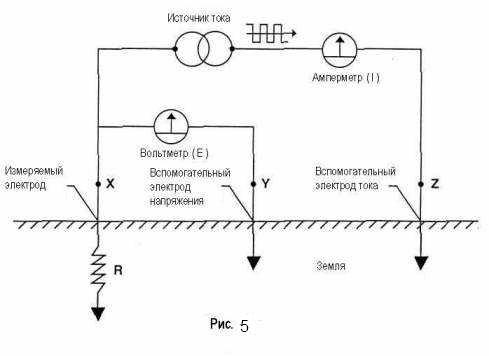 Источник тока
Амперметр ( I )
Вольтметр ( E )
Измеряемый
электрод
X
Вспомогательный
электрод
напряжения
Y
Вспомогательный
электрод тока
Z
R
Земля
Рис. 5